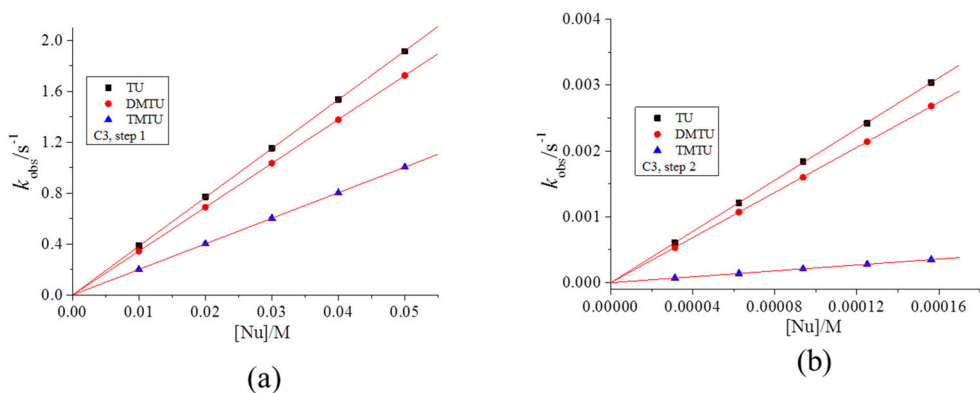 2.0
1.6
1.2
0.8
0.4
0.0
k_obs/s⁻¹
TU
DMTU
TMTU
C3, step 1
0.00 0.01 0.02 0.03 0.04 0.05
[Nu]/M
(a)
0.004
0.003
0.002
0.001
0.000
k_obs/s⁻¹
TU
DMTU
TMTU
C3, step 2
0.00000 0.00004 0.00008 0.00012 0.00016
[Nu]/M
(b)